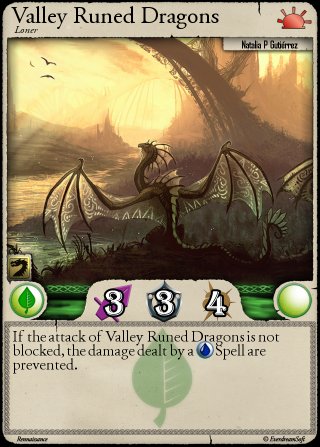 Valley Runed Dragons
Loner
Natalia P Gutiérrez
3 3 4
If the attack of Valley Runed Dragons is not
blocked, the damage dealt by a Spell are
prevented.
Rennaissance © EverdreamSoft